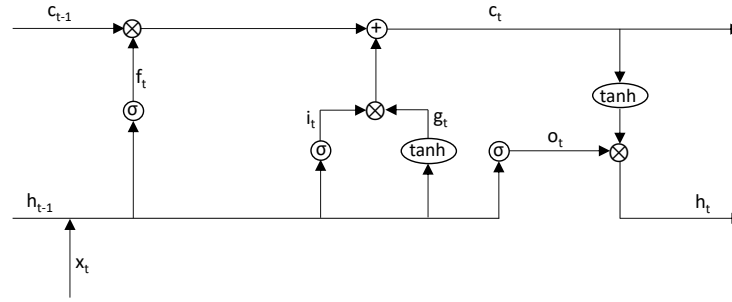 c_{t-1}
c_t
f_t
tanh
i_t
g_t
σ
σ
tanh
σ
o_t
h_{t-1}
h_t
x_t